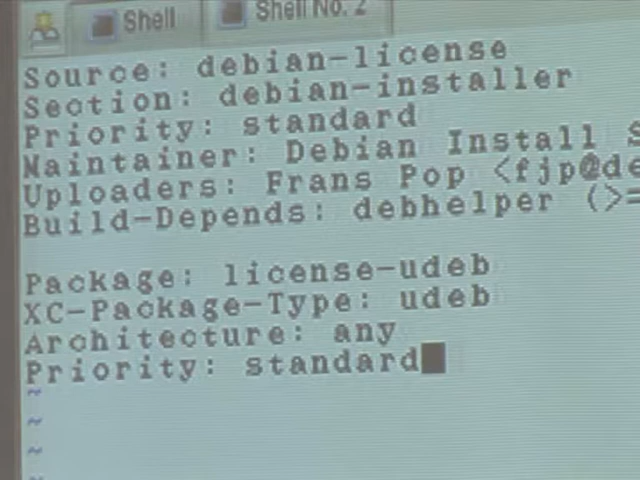 Shell
Shell No. 2
Source: debian-license
Section: debian-installer
Priority: standard
Maintainer: Debian Install
Uploaders: Frans Pop <fjp@de
Build-Depends: debhelper (>=
Package: license-udeb
XC-Package-Type: udeb
Architecture: any
Priority: standard
~
~
~
~